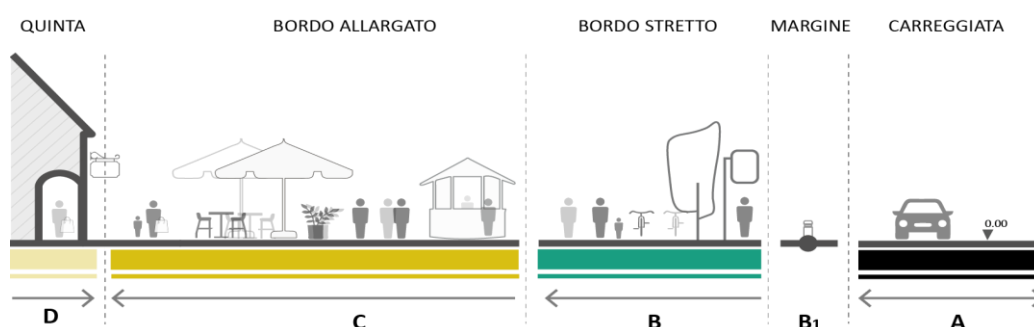 QUINTA
BORDO ALLARGATO
BORDO STRETTO
MARGINE
CARREGGIATA
0.00
D
C
B
B1
A